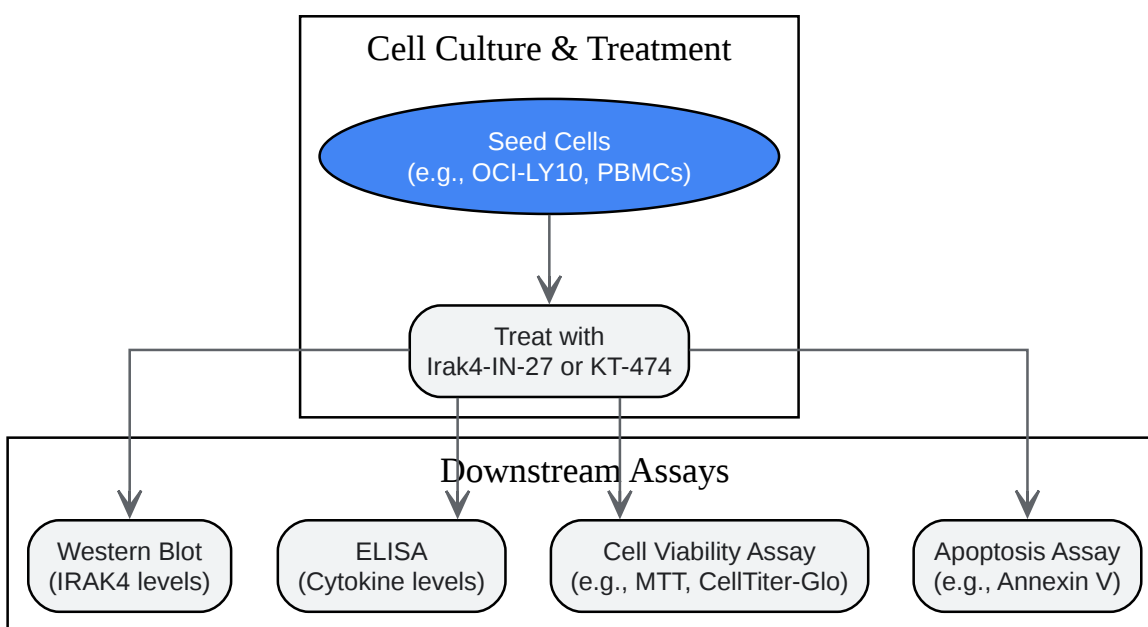 Cell Culture & Treatment
Seed Cells
(e.g., OCI-LY10, PBMCs)
Treat with
Irak4-IN-27 or KT-474
Downstream Assays
Western Blot
(IRAK4 levels)
ELISA
(Cytokine levels)
Cell Viability Assay
(e.g., MTT, CellTiter-Glo)
Apoptosis Assay
(e.g., Annexin V)